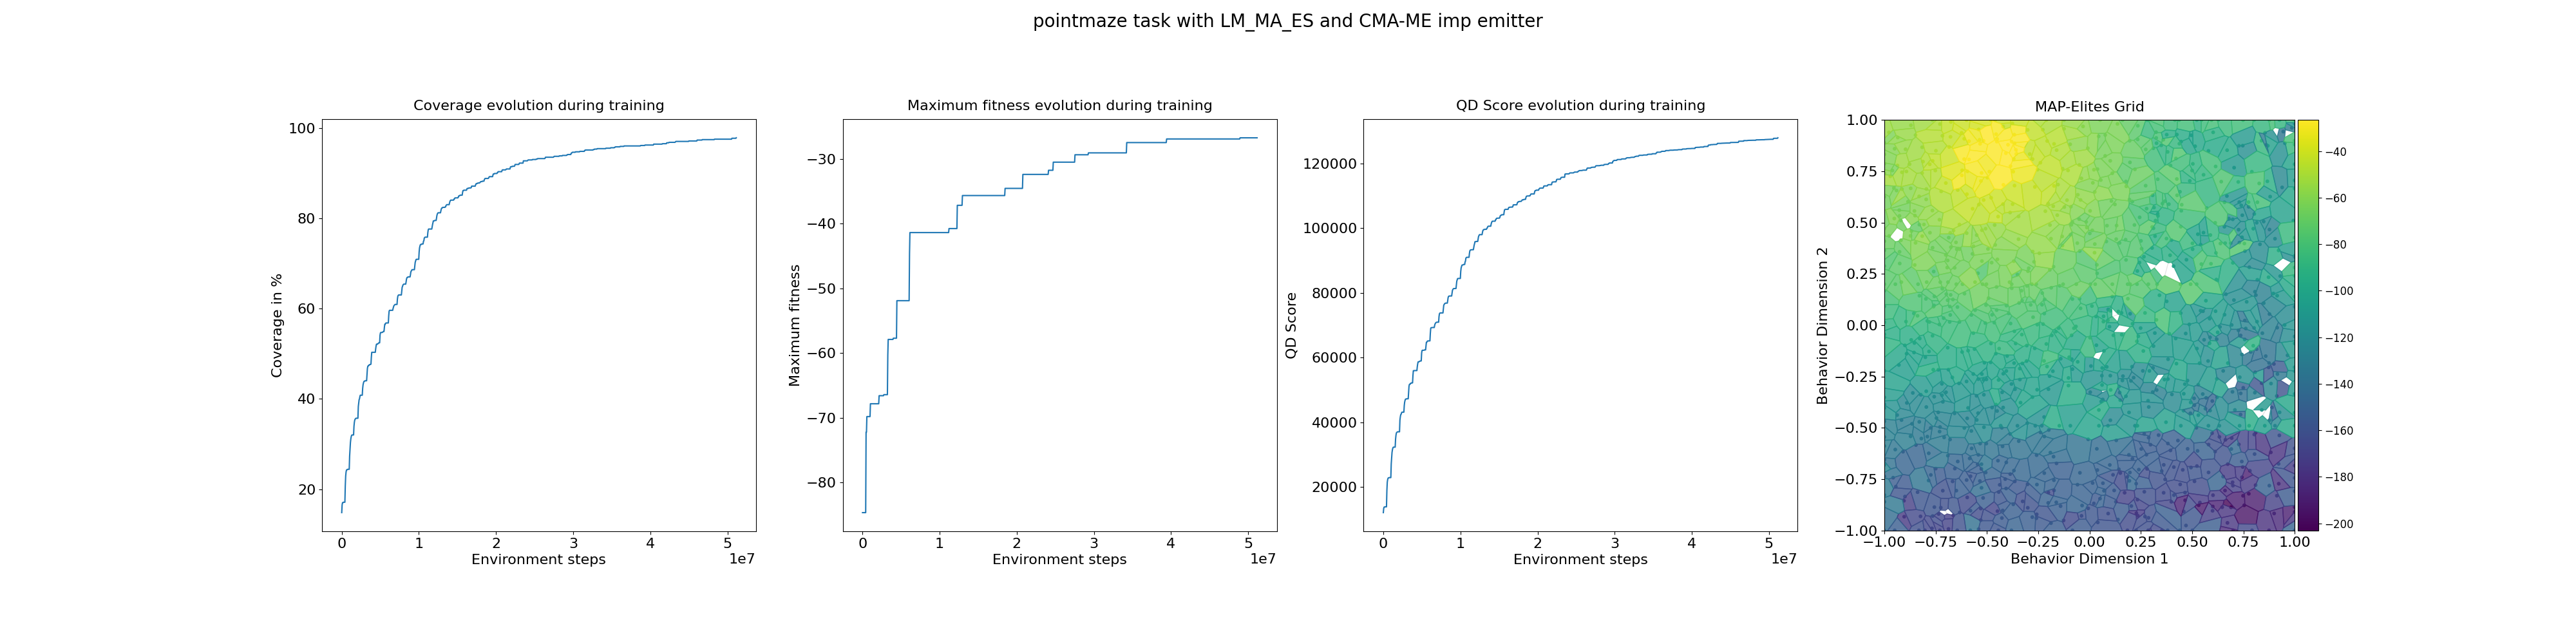 pointmaze task with LM_MA_ES and CMA-ME imp emitter
Coverage evolution during training
100
80
60
40
20
Coverage in %
0 1 2 3 4 5
1e7
Environment steps
Maximum fitness evolution during training
−30
−40
−50
−60
−70
−80
Maximum fitness
0 1 2 3 4 5
1e7
Environment steps
QD Score evolution during training
120000
100000
80000
60000
40000
20000
QD Score
0 1 2 3 4 5
1e7
Environment steps
MAP-Elites Grid
1.00
0.75
0.50
0.25
0.00
−0.25
−0.50
−0.75
−1.00
Behavior Dimension 2
−1.00 −0.75 −0.50 −0.25 0.00 0.25 0.50 0.75 1.00
Behavior Dimension 1
−40
−60
−80
−100
−120
−140
−160
−180
−200